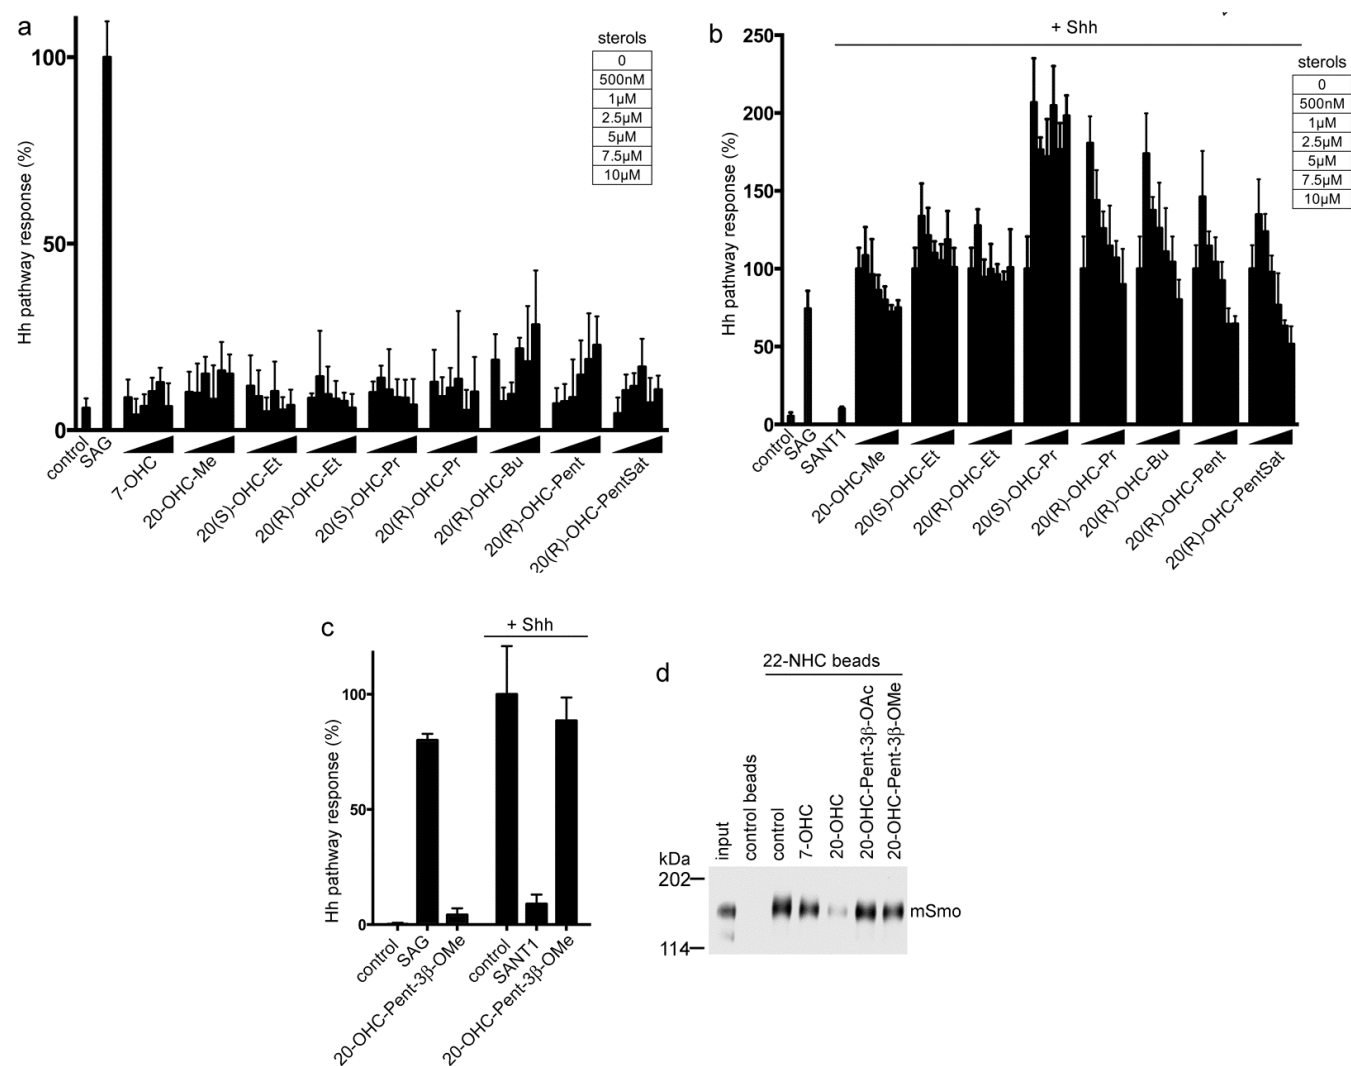 a
Hh pathway response (%)
100
50
0
sterols
0
500nM
1µM
2.5µM
5µM
7.5µM
10µM
control
SAG
7-OHC
20-OHC-Me
20(S)-OHC-Et
20(R)-OHC-Et
20(S)-OHC-Pr
20(R)-OHC-Pr
20(R)-OHC-Bu
20(R)-OHC-Pent
20(R)-OHC-PentSat
b
+ Shh
Hh pathway response (%)
250
200
150
100
50
0
sterols
0
500nM
1µM
2.5µM
5µM
7.5µM
10µM
control
SAG
SANT1
20-OHC-Me
20(S)-OHC-Et
20(R)-OHC-Et
20(S)-OHC-Pr
20(R)-OHC-Pr
20(R)-OHC-Bu
20(R)-OHC-Pent
20(R)-OHC-PentSat
c
+ Shh
Hh pathway response (%)
100
50
0
control
SAG
20-OHC-Pent-3β-OMe
control
SANT1
20-OHC-Pent-3β-OMe
d
22-NHC beads
input
control beads
control
7-OHC
20-OHC
20-OHC-Pent-3β-OAc
20-OHC-Pent-3β-OMe
kDa
202
114
mSmo